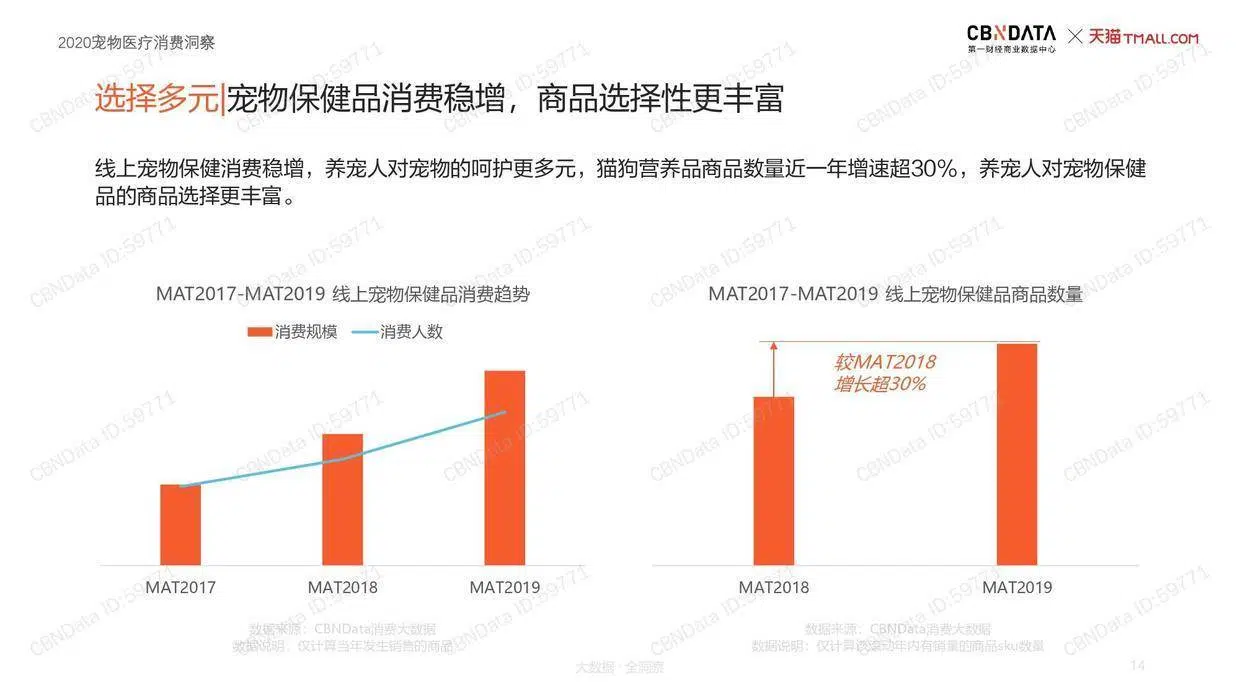 2020宠物医疗消费洞察
CBNDATA
第一财经商业数据中心
天猫TMALL.COM
选择多元|宠物保健品消费稳增，商品选择性更丰富
线上宠物保健消费稳增，养宠人对宠物的呵护更多元，猫狗营养品商品数量近一年增速超30%，养宠人对宠物保健
品的商品选择更丰富。
MAT2017-MAT2019 线上宠物保健品消费趋势
消费规模 消费人数
MAT2017 MAT2018 MAT2019
数据来源：CBNData消费大数据
数据说明：仅计算当年发生销售的商品
MAT2017-MAT2019 线上宠物保健品商品数量
较MAT2018
增长超30%
MAT2018 MAT2019
数据来源：CBNData消费大数据
数据说明：仅计算该滚动年内有销量的商品sku数量
大数据·全洞察
14
CBNData ID:59771